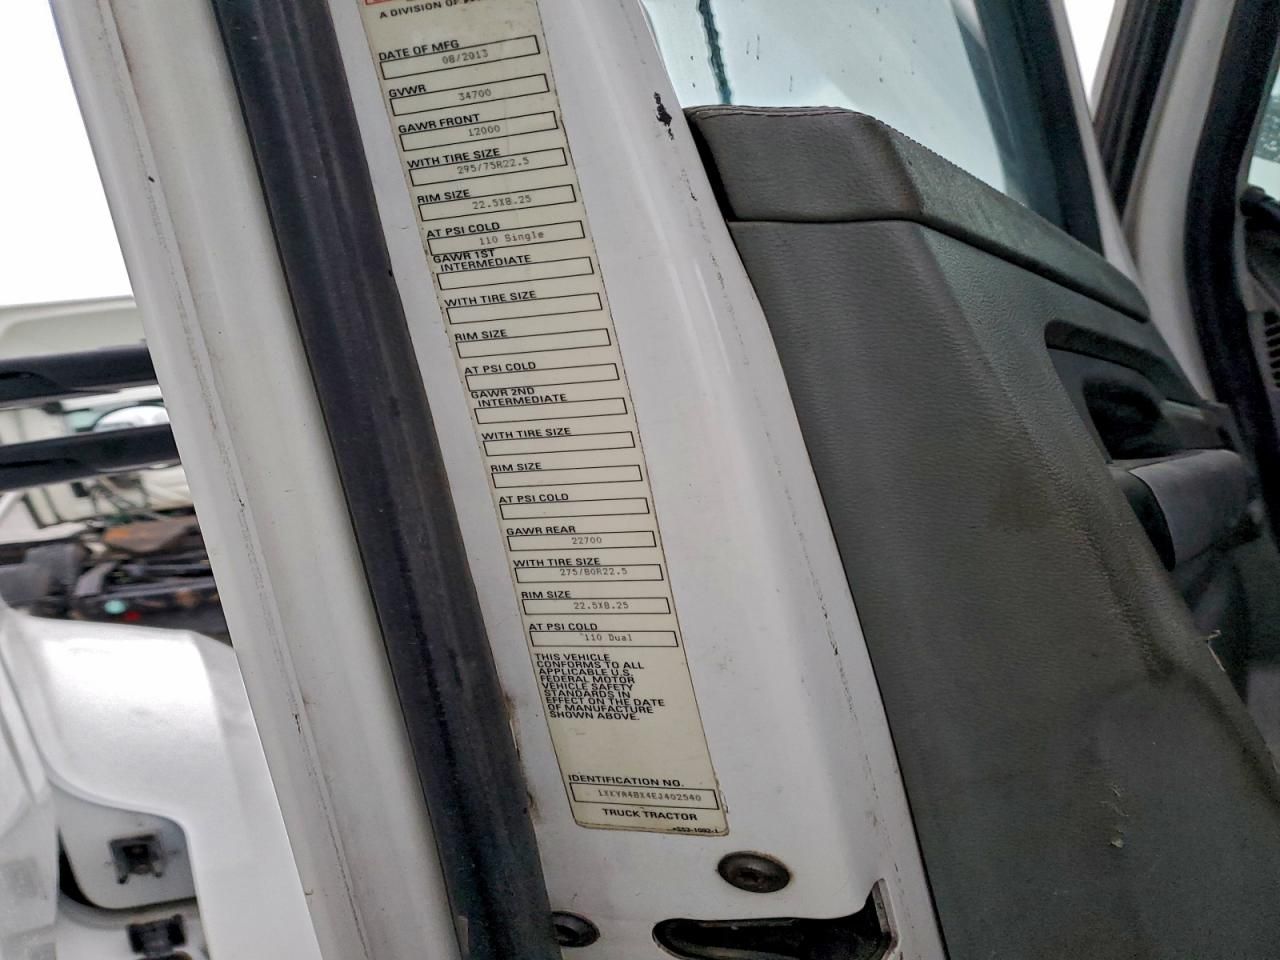 A DIVISION OF
DATE OF MFG
08/2013
GVWR
34700
GAWR FRONT
12000
WITH TIRE SIZE
295/75R22.5
RIM SIZE
22.5X8.25
AT PSI COLD
110 Single
GAWR 1ST
INTERMEDIATE
WITH TIRE SIZE
RIM SIZE
AT PSI COLD
GAWR 2ND
INTERMEDIATE
WITH TIRE SIZE
RIM SIZE
AT PSI COLD
GAWR REAR
22700
WITH TIRE SIZE
275/80R22.5
RIM SIZE
22.5X8.25
AT PSI COLD
110 Dual
THIS VEHICLE
CONFORMS TO ALL
APPLICABLE U.S.
FEDERAL MOTOR
VEHICLE SAFETY
STANDARDS IN
EFFECT ON THE DATE
OF MANUFACTURE
SHOWN ABOVE.
IDENTIFICATION NO.
1XKYA48X4EJ402540
TRUCK TRACTOR